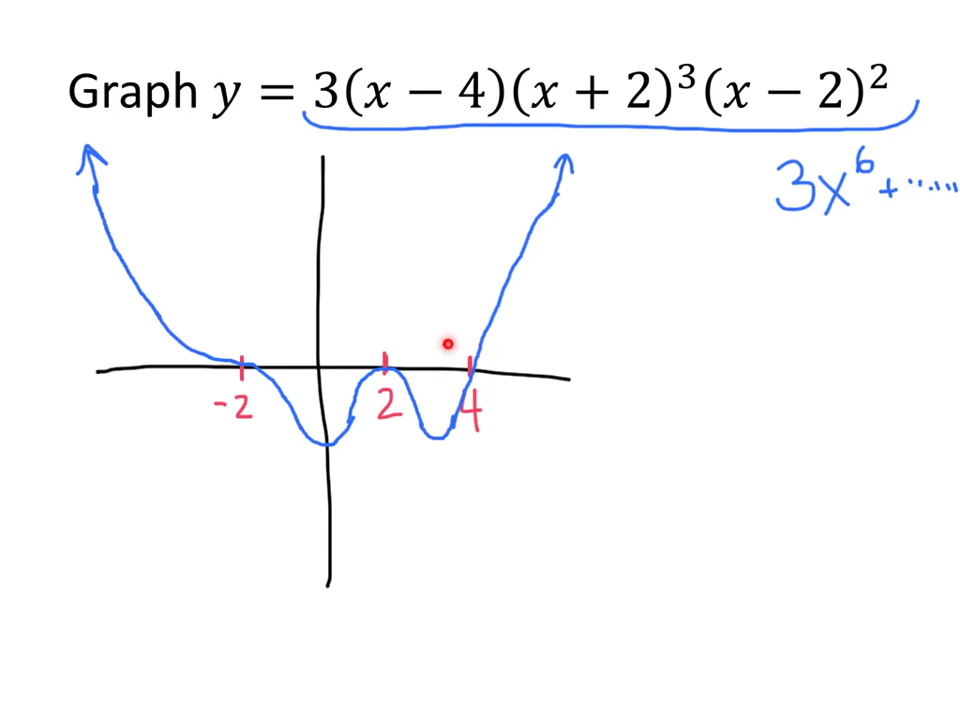 Graph y = 3(x − 4)(x + 2)³(x − 2)²
3x⁶ + ......
-2 2 4